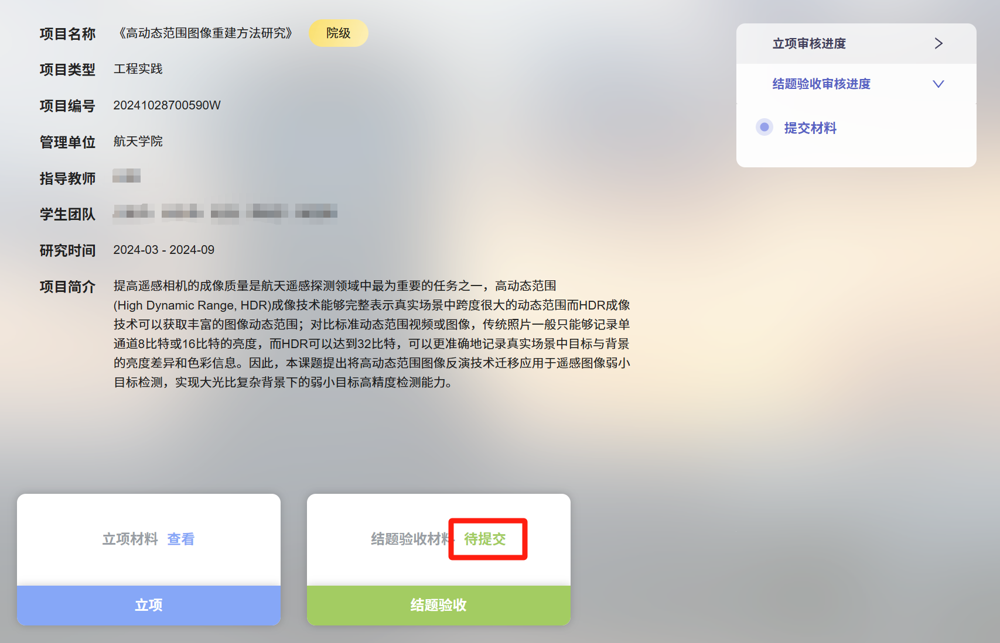 项目名称 《高动态范围图像重建方法研究》 院级
项目类型 工程实践
项目编号 20241028700590W
管理单位 航天学院
指导教师
学生团队
研究时间 2024-03 - 2024-09
项目简介 提高遥感相机的成像质量是航天遥感探测领域中最为重要的任务之一，高动态范围
(High Dynamic Range, HDR)成像技术能够完整表示真实场景中跨度很大的动态范围而HDR成像
技术可以获取丰富的图像动态范围；对比标准动态范围视频或图像，传统照片一般只能够记录单
通道8比特或16比特的亮度，而HDR可以达到32比特，可以更准确地记录真实场景中目标与背景
的亮度差异和色彩信息。因此，本课题提出将高动态范围图像反演技术迁移应用于遥感图像弱小
目标检测，实现大光比复杂背景下的弱小目标高精度检测能力。
立项审核进度
结题验收审核进度
提交材料
立项材料 查看
立项
结题验收材料 待提交
结题验收